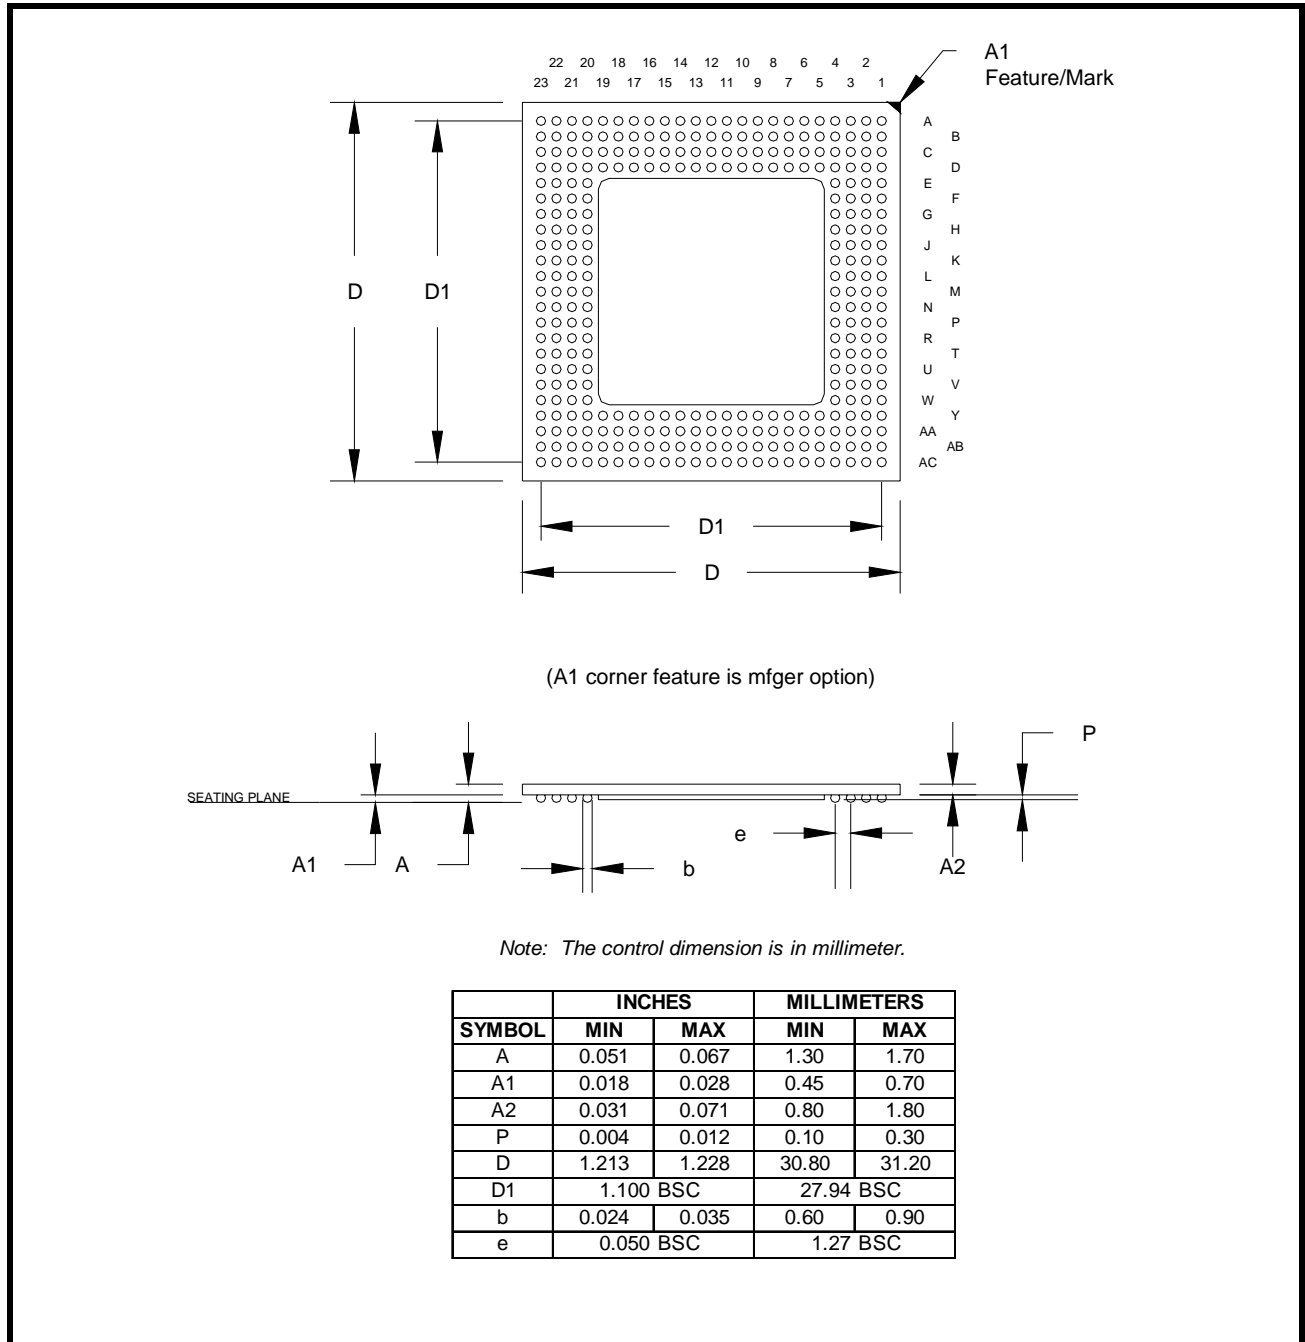 A1
Feature/Mark
22 20 18 16 14 12 10 8 6 4 2
23 21 19 17 15 13 11 9 7 5 3 1
A
B
C
D
E
F
G
H
J
K
L
M
N
P
R
T
U
V
W
Y
AA
AB
AC
D D1
D1
D
(A1 corner feature is mfger option)
P
SEATING PLANE
e
A1 A b A2
Note: The control dimension is in millimeter.
INCHES MILLIMETERS
SYMBOL MIN MAX MIN MAX
A 0.051 0.067 1.30 1.70
A1 0.018 0.028 0.45 0.70
A2 0.031 0.071 0.80 1.80
P 0.004 0.012 0.10 0.30
D 1.213 1.228 30.80 31.20
D1 1.100 BSC 27.94 BSC
b 0.024 0.035 0.60 0.90
e 0.050 BSC 1.27 BSC